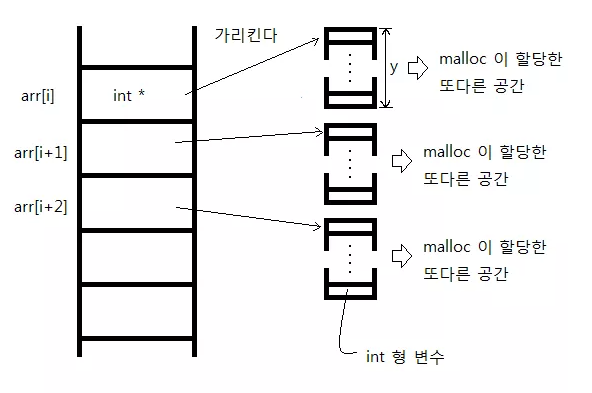 가리킨다
arr[i]
int *
y
malloc 이 할당한
또다른 공간
arr[i+1]
malloc 이 할당한
또다른 공간
arr[i+2]
malloc 이 할당한
또다른 공간
int 형 변수